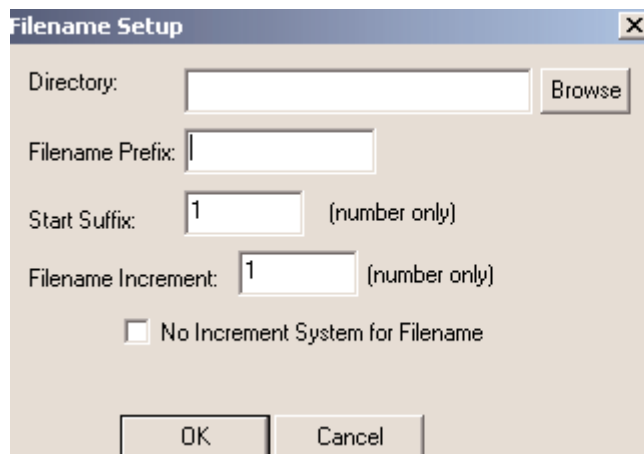 Filename Setup
Directory:
Browse
Filename Prefix:
Start Suffix:
1
(number only)
Filename Increment:
1
(number only)
No Increment System for Filename
OK
Cancel